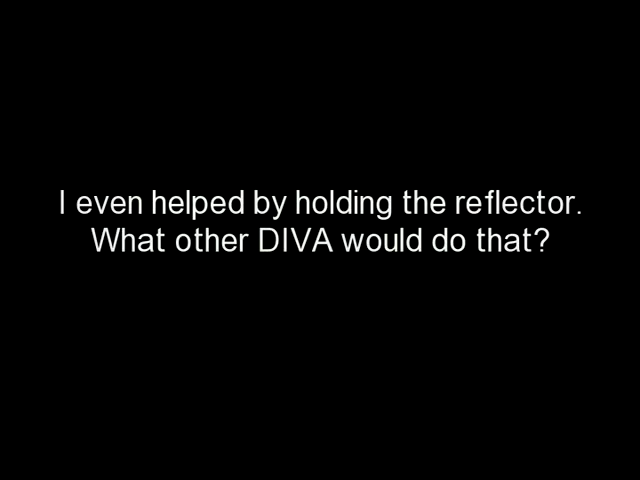 I even helped by holding the reflector.
What other DIVA would do that?